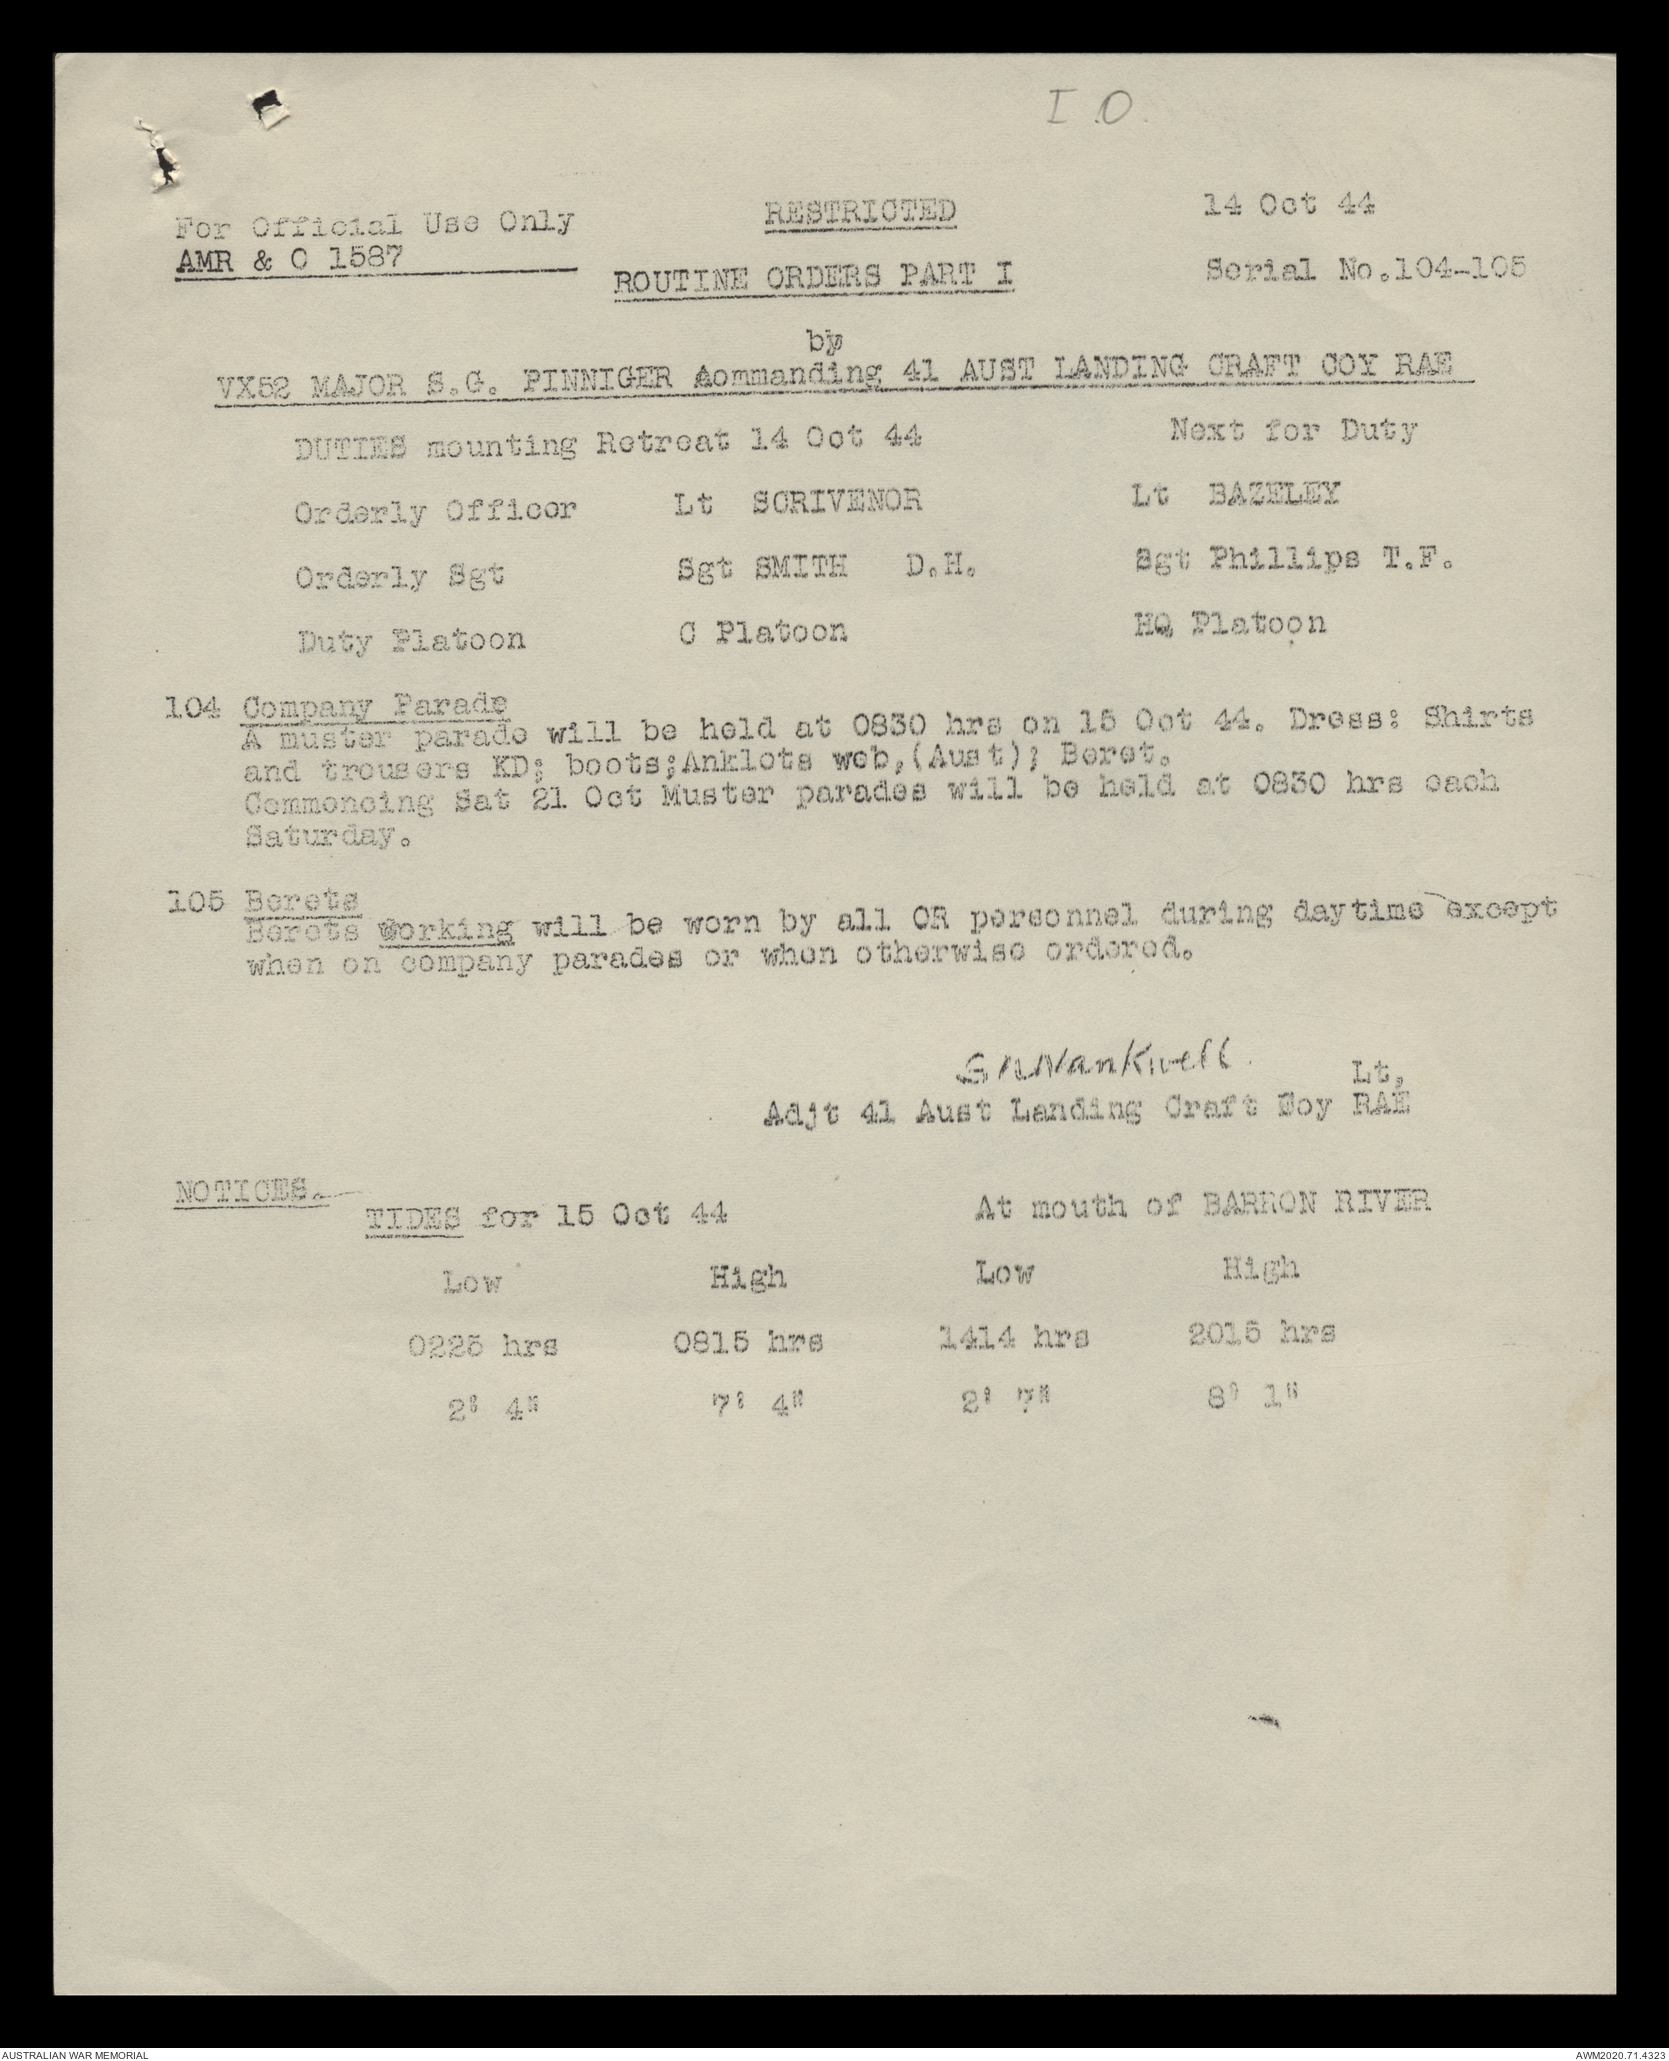 I.O.
For Official Use Only RESTRICTED 14 Oct 44
AMR & O 1587
ROUTINE ORDERS PART I Serial No.104-105
by
VX52 MAJOR S.G. PINNIGER Aommanding 41 AUST LANDING CRAFT COY RAE
DUTIES mounting Retreat 14 Oct 44 Next for Duty
Orderly Officer Lt SCRIVENOR Lt BAZELEY
Orderly Sgt Sgt SMITH D.H. Sgt Phillips T.F.
Duty Platoon C Platoon HQ Platoon
104 Company Parade
A muster parade will be held at 0830 hrs on 15 Oct 44. Dress: Shirts
and trousers KD; boots;Anklets web,(Aust); Beret.
Commencing Sat 21 Oct Muster parades will be held at 0830 hrs each
Saturday.
105 Berets
Berets working will be worn by all OR personnel during daytime except
when on company parades or when otherwise ordered.
Lt,
Adjt 41 Aust Landing Craft Coy RAE
NOTICES.
TIDES for 15 Oct 44 At mouth of BARRON RIVER
Low High Low High
0225 hrs 0815 hrs 1414 hrs 2015 hrs
2' 4" 7' 4" 2' 7" 8' 1"
AUSTRALIAN WAR MEMORIAL AWM2020.71.4323